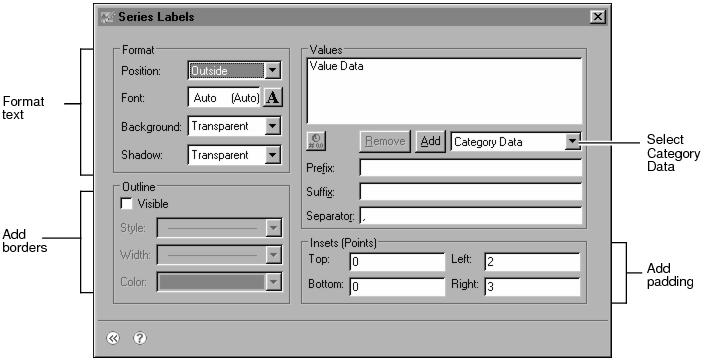 Series Labels
Format
Position:
Outside
Font:
Auto (Auto)
A
Background:
Transparent
Shadow:
Transparent
Outline
Visible
Style:
Width:
Color:
Values
Value Data
Remove
Add
Category Data
Prefix:
Suffix:
Separator:
,
Insets (Points)
Top:
0
Left:
2
Bottom:
0
Right:
3
?
Format
text
Add
borders
Select
Category
Data
Add
padding